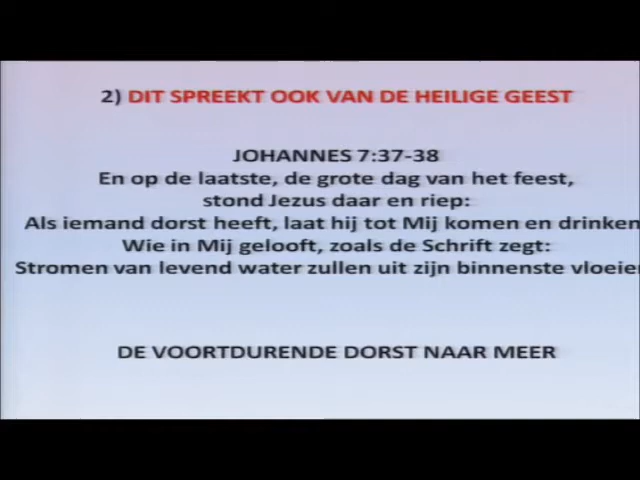 2) DIT SPREEKT OOK VAN DE HEILIGE GEEST
JOHANNES 7:37-38
En op de laatste, de grote dag van het feest,
stond Jezus daar en riep:
Als iemand dorst heeft, laat hij tot Mij komen en drinken
Wie in Mij gelooft, zoals de Schrift zegt:
Stromen van levend water zullen uit zijn binnenste vloeien
DE VOORTDURENDE DORST NAAR MEER